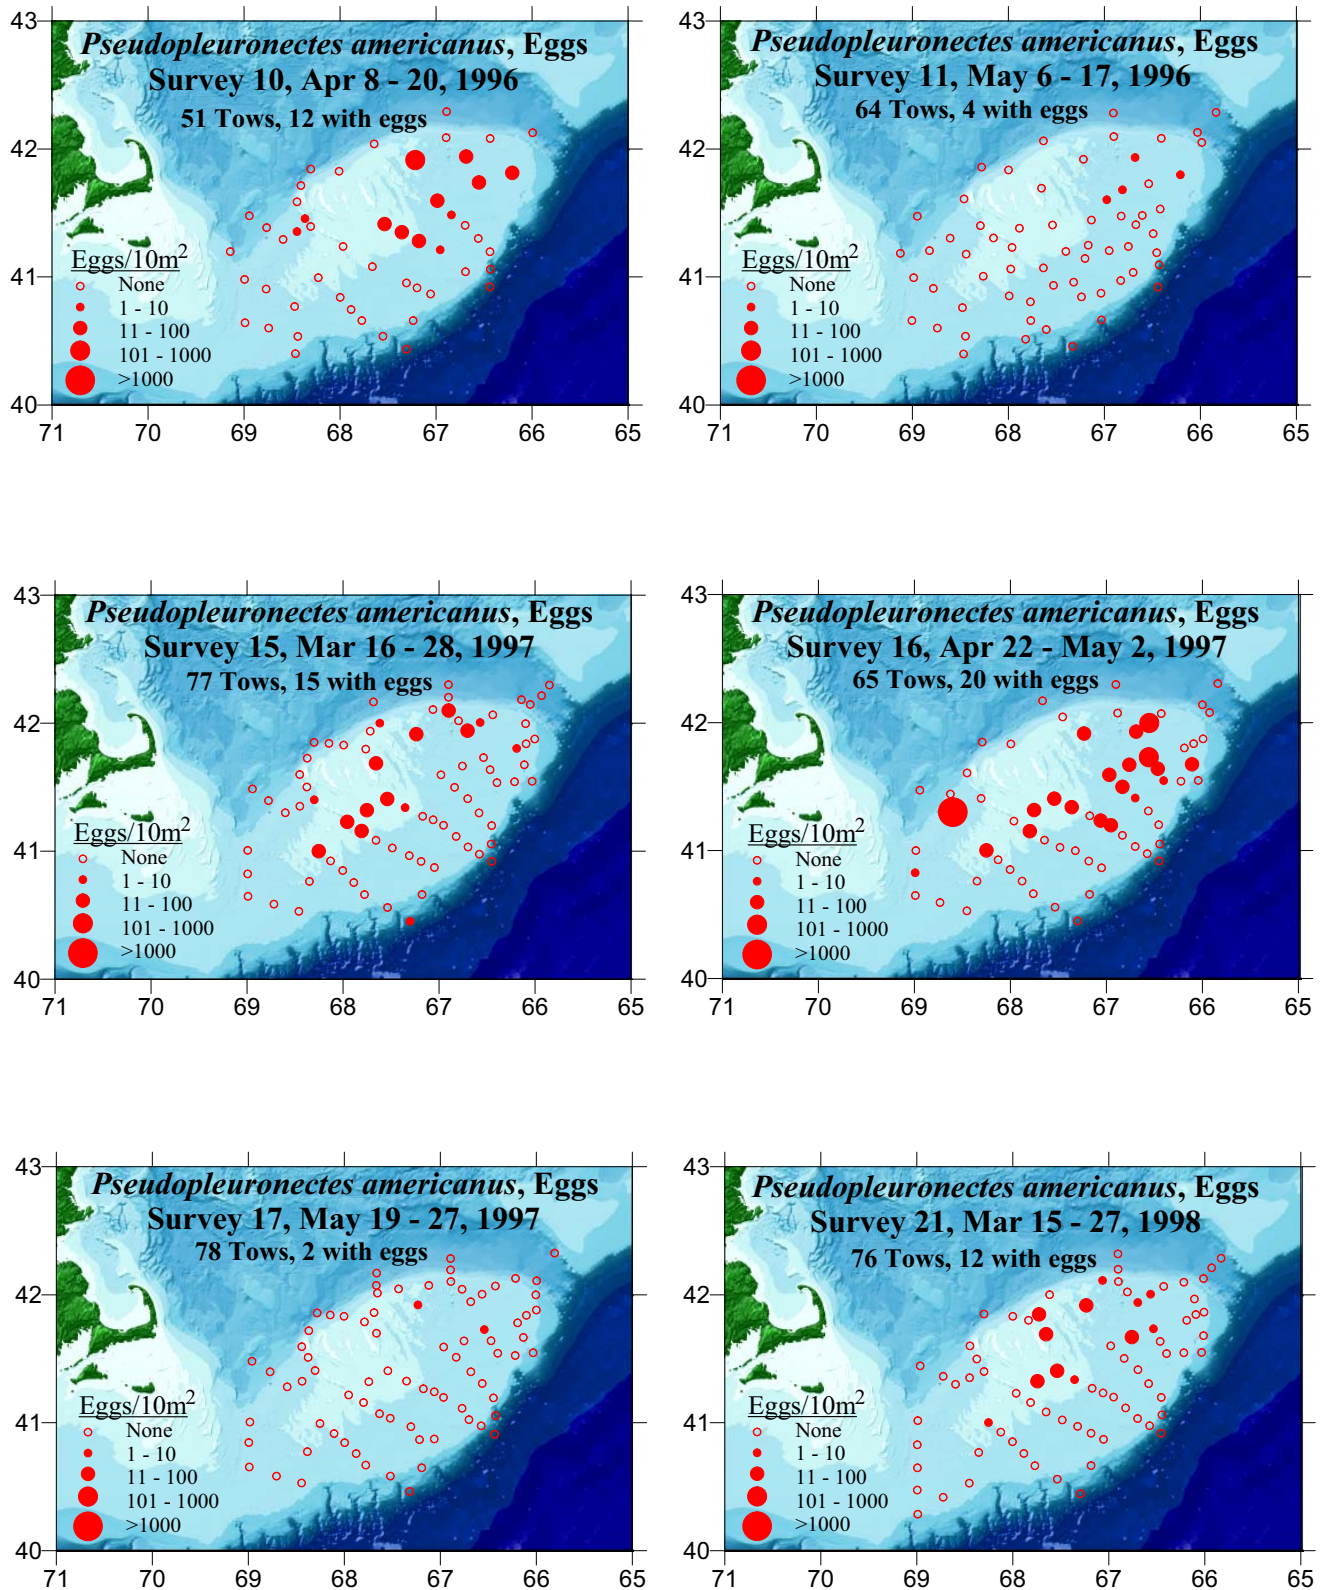 Pseudopleuronectes americanus, Eggs
Survey 10, Apr 8 - 20, 1996
51 Tows, 12 with eggs
43
42
41
40
Eggs/10m²
None
1 - 10
11 - 100
101 - 1000
>1000
71 70 69 68 67 66 65
Pseudopleuronectes americanus, Eggs
Survey 11, May 6 - 17, 1996
64 Tows, 4 with eggs
43
42
41
40
Eggs/10m²
None
1 - 10
11 - 100
101 - 1000
>1000
71 70 69 68 67 66 65
Pseudopleuronectes americanus, Eggs
Survey 15, Mar 16 - 28, 1997
77 Tows, 15 with eggs
43
42
41
40
Eggs/10m²
None
1 - 10
11 - 100
101 - 1000
>1000
71 70 69 68 67 66 65
Pseudopleuronectes americanus, Eggs
Survey 16, Apr 22 - May 2, 1997
65 Tows, 20 with eggs
43
42
41
40
Eggs/10m²
None
1 - 10
11 - 100
101 - 1000
>1000
71 70 69 68 67 66 65
Pseudopleuronectes americanus, Eggs
Survey 17, May 19 - 27, 1997
78 Tows, 2 with eggs
43
42
41
40
Eggs/10m²
None
1 - 10
11 - 100
101 - 1000
>1000
71 70 69 68 67 66 65
Pseudopleuronectes americanus, Eggs
Survey 21, Mar 15 - 27, 1998
76 Tows, 12 with eggs
43
42
41
40
Eggs/10m²
None
1 - 10
11 - 100
101 - 1000
>1000
71 70 69 68 67 66 65